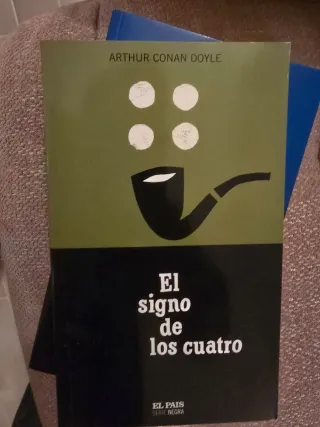 ARTHUR CONAN DOYLE
El
signo
de
los cuatro
EL PAIS
SERIE NEGRA